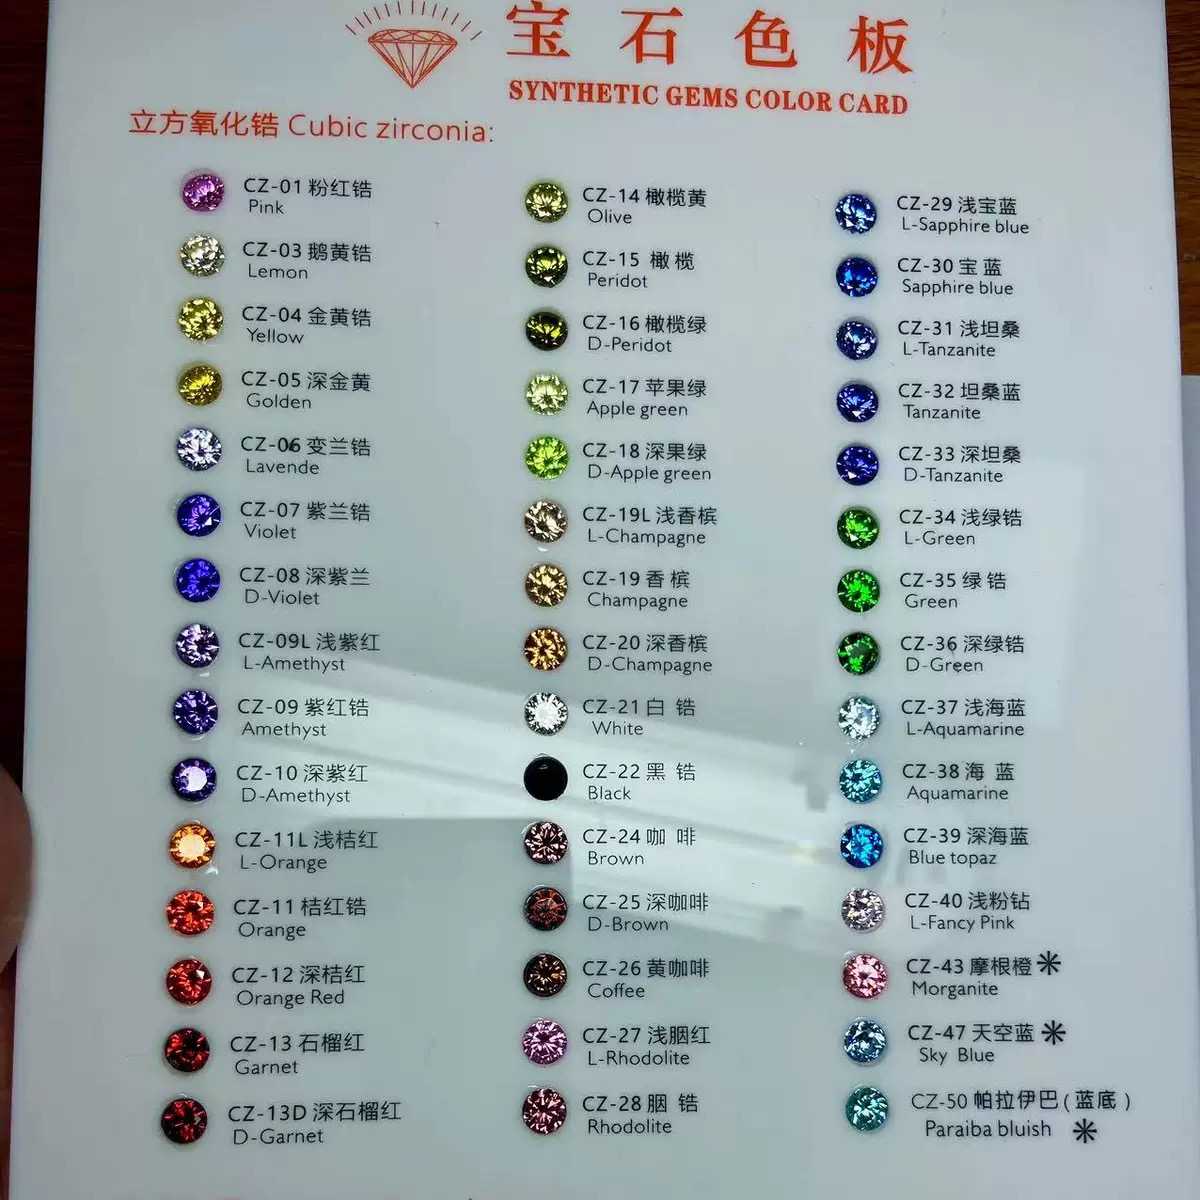 宝石色板
SYNTHETIC GEMS COLOR CARD
立方氧化锆 Cubic zirconia:
CZ-01 粉红锆
Pink
CZ-03 鹅黄锆
Lemon
CZ-04 金黄锆
Yellow
CZ-05 深金黄
Golden
CZ-06 变兰锆
Lavende
CZ-07 紫兰锆
Violet
CZ-08 深紫兰
D-Violet
CZ-09L 浅紫红
L-Amethyst
CZ-09 紫红锆
Amethyst
CZ-10 深紫红
D-Amethyst
CZ-11L 浅桔红
L-Orange
CZ-11 桔红锆
Orange
CZ-12 深桔红
Orange Red
CZ-13 石榴红
Garnet
CZ-13D 深石榴红
D-Garnet
CZ-14 橄榄黄
Olive
CZ-15 橄榄
Peridot
CZ-16 橄榄绿
D-Peridot
CZ-17 苹果绿
Apple green
CZ-18 深果绿
D-Apple green
CZ-19L 浅香槟
L-Champagne
CZ-19 香槟
Champagne
CZ-20 深香槟
D-Champagne
CZ-21 白锆
White
CZ-22 黑锆
Black
CZ-24 咖啡
Brown
CZ-25 深咖啡
D-Brown
CZ-26 黄咖啡
Coffee
CZ-27 浅胭红
L-Rhodolite
CZ-28 胭锆
Rhodolite
CZ-29 浅宝蓝
L-Sapphire blue
CZ-30 宝蓝
Sapphire blue
CZ-31 浅坦桑
L-Tanzanite
CZ-32 坦桑蓝
Tanzanite
CZ-33 深坦桑
D-Tanzanite
CZ-34 浅绿锆
L-Green
CZ-35 绿锆
Green
CZ-36 深绿锆
D-Green
CZ-37 浅海蓝
L-Aquamarine
CZ-38 海蓝
Aquamarine
CZ-39 深海蓝
Blue topaz
CZ-40 浅粉钻
L-Fancy Pink
CZ-43 摩根橙 *
Morganite
CZ-47 天空蓝 *
Sky Blue
CZ-50 帕拉伊巴(蓝底)
Paraiba bluish *